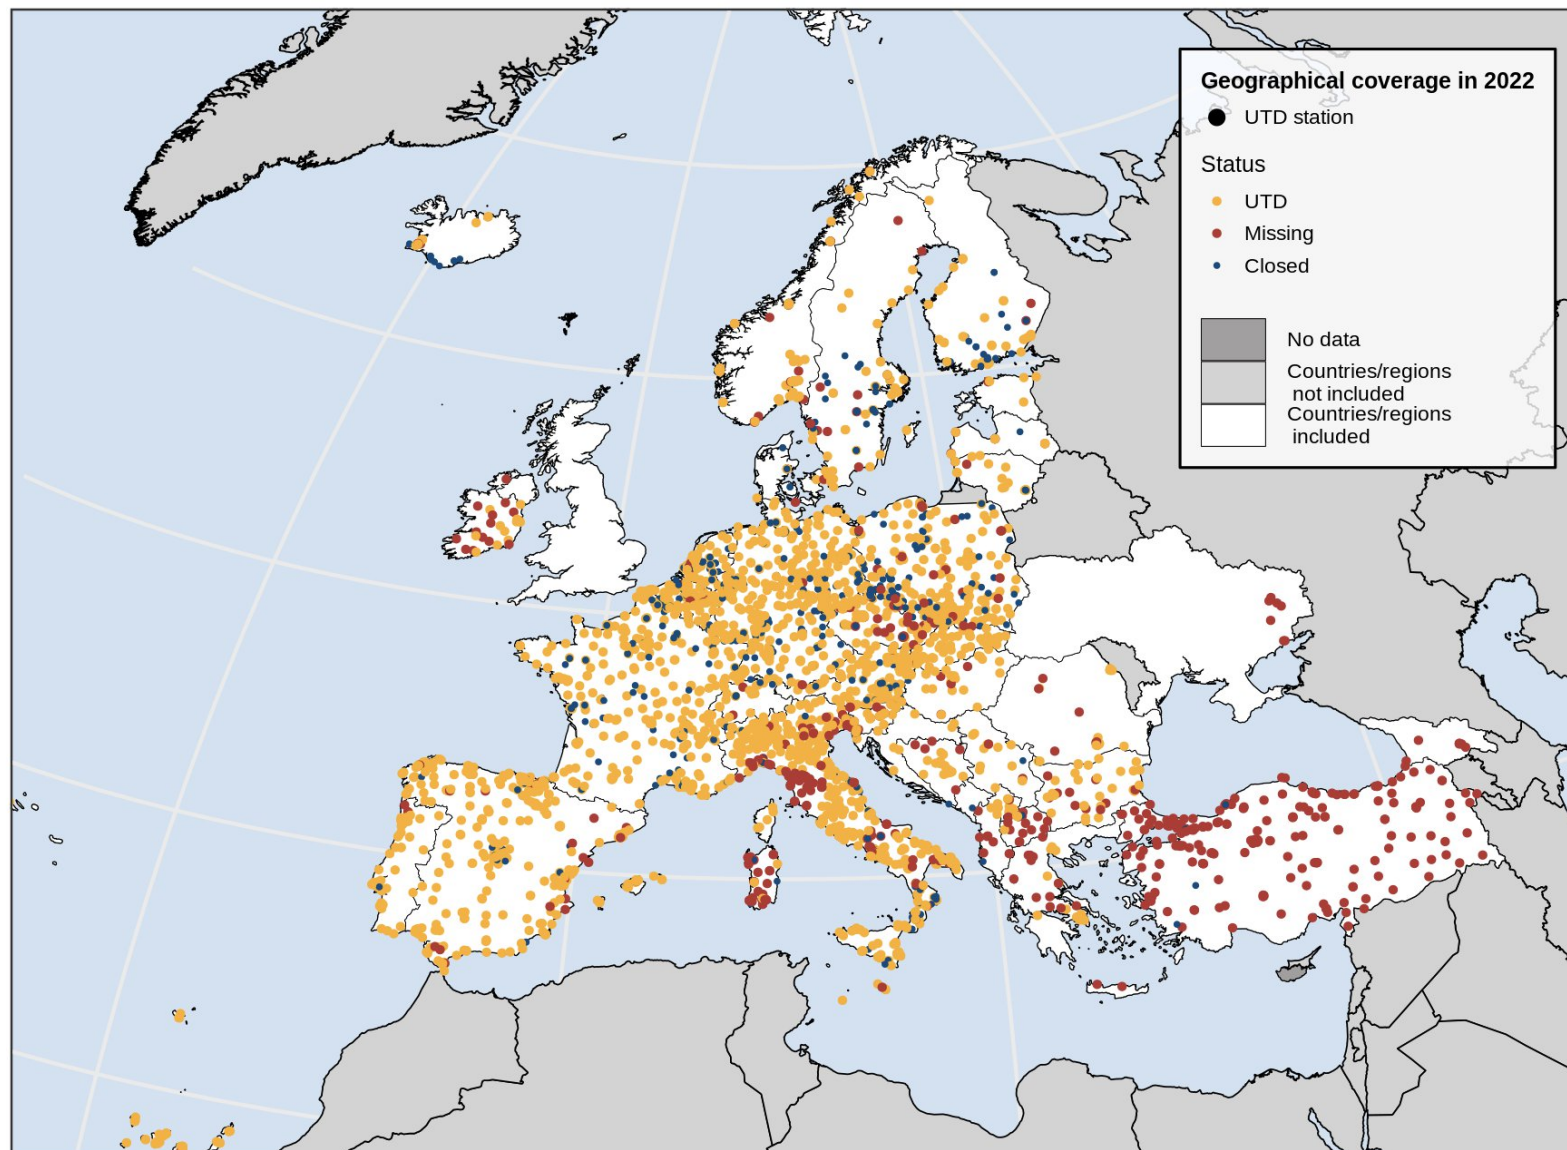 Geographical coverage in 2022
UTD station
Status
UTD
Missing
Closed
No data
Countries/regions
not included
Countries/regions
included